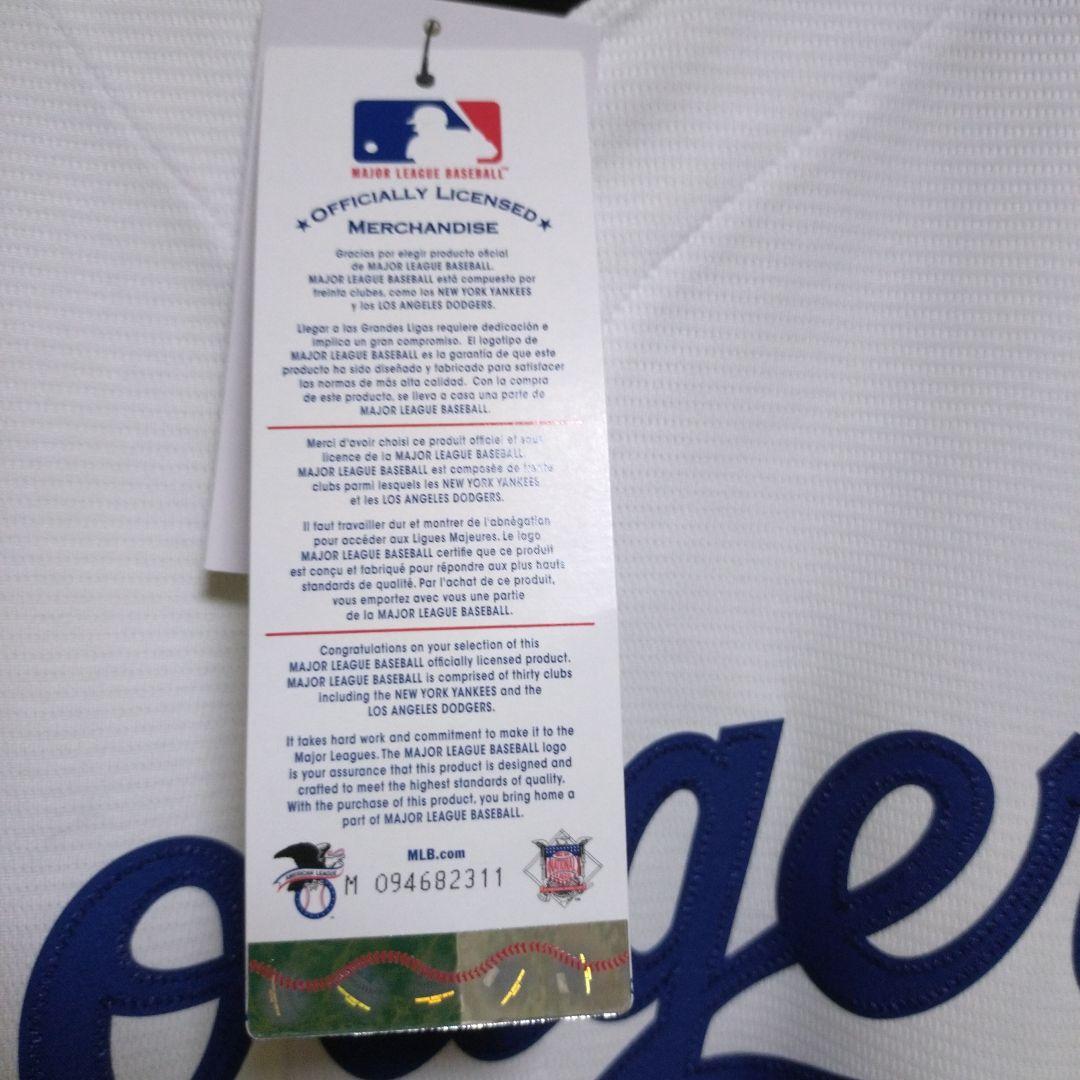 MAJOR LEAGUE BASEBALL™
★OFFICIALLY LICENSED★
MERCHANDISE
Gracias por elegir producto oficial
de MAJOR LEAGUE BASEBALL.
MAJOR LEAGUE BASEBALL está compuesto por
treinta clubes, como los NEW YORK YANKEES
y los LOS ANGELES DODGERS.
Llegar a las Grandes Ligas requiere dedicación e
implica un gran compromiso. El logotipo de
MAJOR LEAGUE BASEBALL es la garantía de que este
producto ha sido diseñado y fabricado para satisfacer
las normas de más alta calidad. Con la compra
de este producto, se lleva a casa una parte de
MAJOR LEAGUE BASEBALL.
Merci d'avoir choisi ce produit officiel et sous
licence de la MAJOR LEAGUE BASEBALL.
MAJOR LEAGUE BASEBALL est composée de trente
clubs parmi lesquels les NEW YORK YANKEES
et les LOS ANGELES DODGERS.
Il faut travailler dur et montrer de l'abnégation
pour accéder aux Ligues Majeures. Le logo
MAJOR LEAGUE BASEBALL certifie que ce produit
est conçu et fabriqué pour répondre aux plus hauts
standards de qualité. Par l'achat de ce produit,
vous emportez avec vous une partie
de la MAJOR LEAGUE BASEBALL.
Congratulations on your selection of this
MAJOR LEAGUE BASEBALL officially licensed product.
MAJOR LEAGUE BASEBALL is comprised of thirty clubs
including the NEW YORK YANKEES and the
LOS ANGELES DODGERS.
It takes hard work and commitment to make it to the
Major Leagues. The MAJOR LEAGUE BASEBALL logo
is your assurance that this product is designed and
crafted to meet the highest standards of quality.
With the purchase of this product, you bring home a
part of MAJOR LEAGUE BASEBALL.
MLB.com
AMERICAN LEAGUE
M 094682311
NATIONAL
LEAGUE
odger